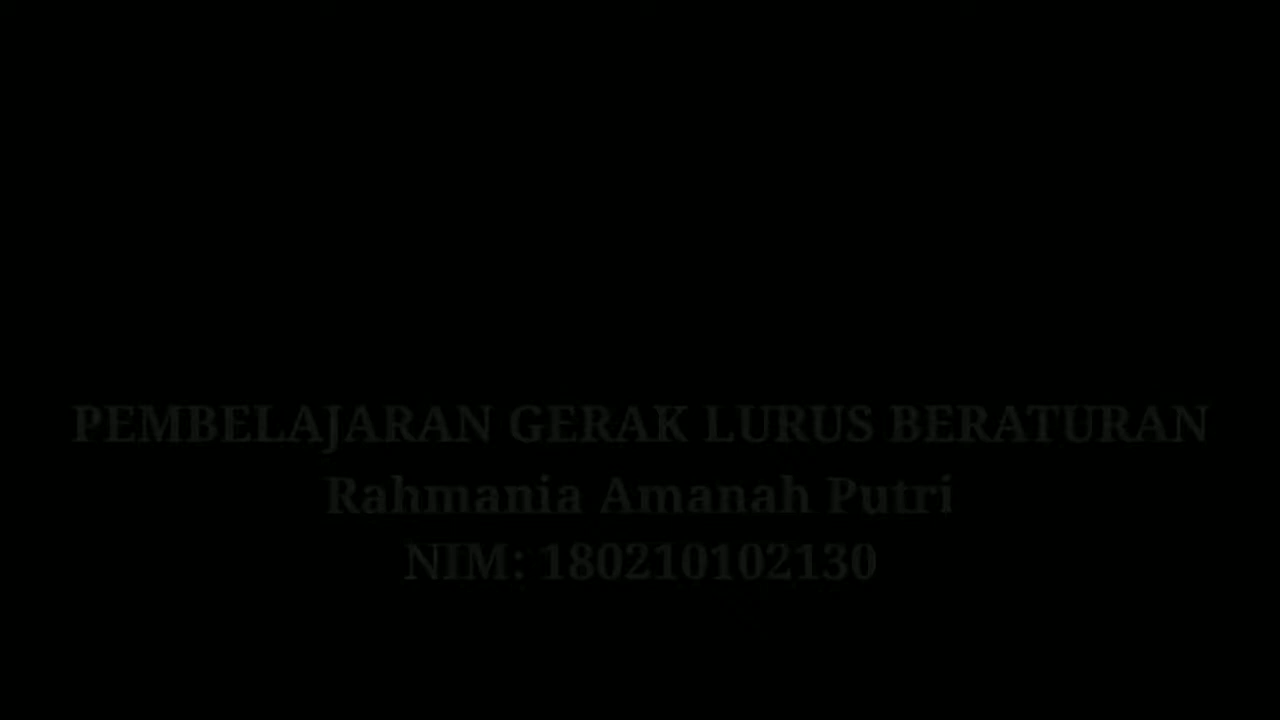 PEMBELAJARAN GERAK LURUS BERATURAN
Rahmania Amanah Putri
NIM: 180210102130